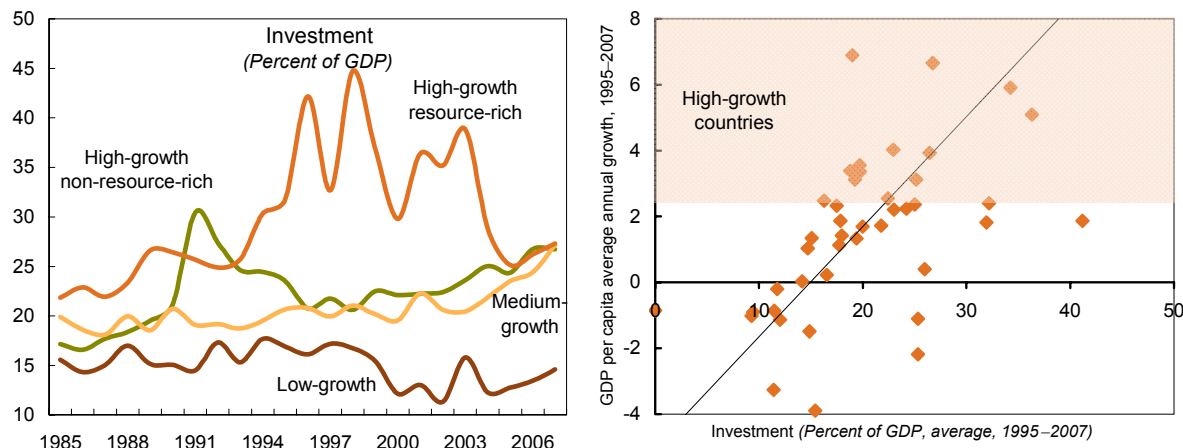 50
45
40
35
30
25
20
15
10
Investment
(Percent of GDP)
High-growth
resource-rich
High-growth
non-resource-rich
Medium-
growth
Low-growth
1985 1988 1991 1994 1997 2000 2003 2006
GDP per capita average annual growth, 1995–2007
8
6
4
2
0
-2
-4
High-growth
countries
0 10 20 30 40 50
Investment (Percent of GDP, average, 1995–2007)